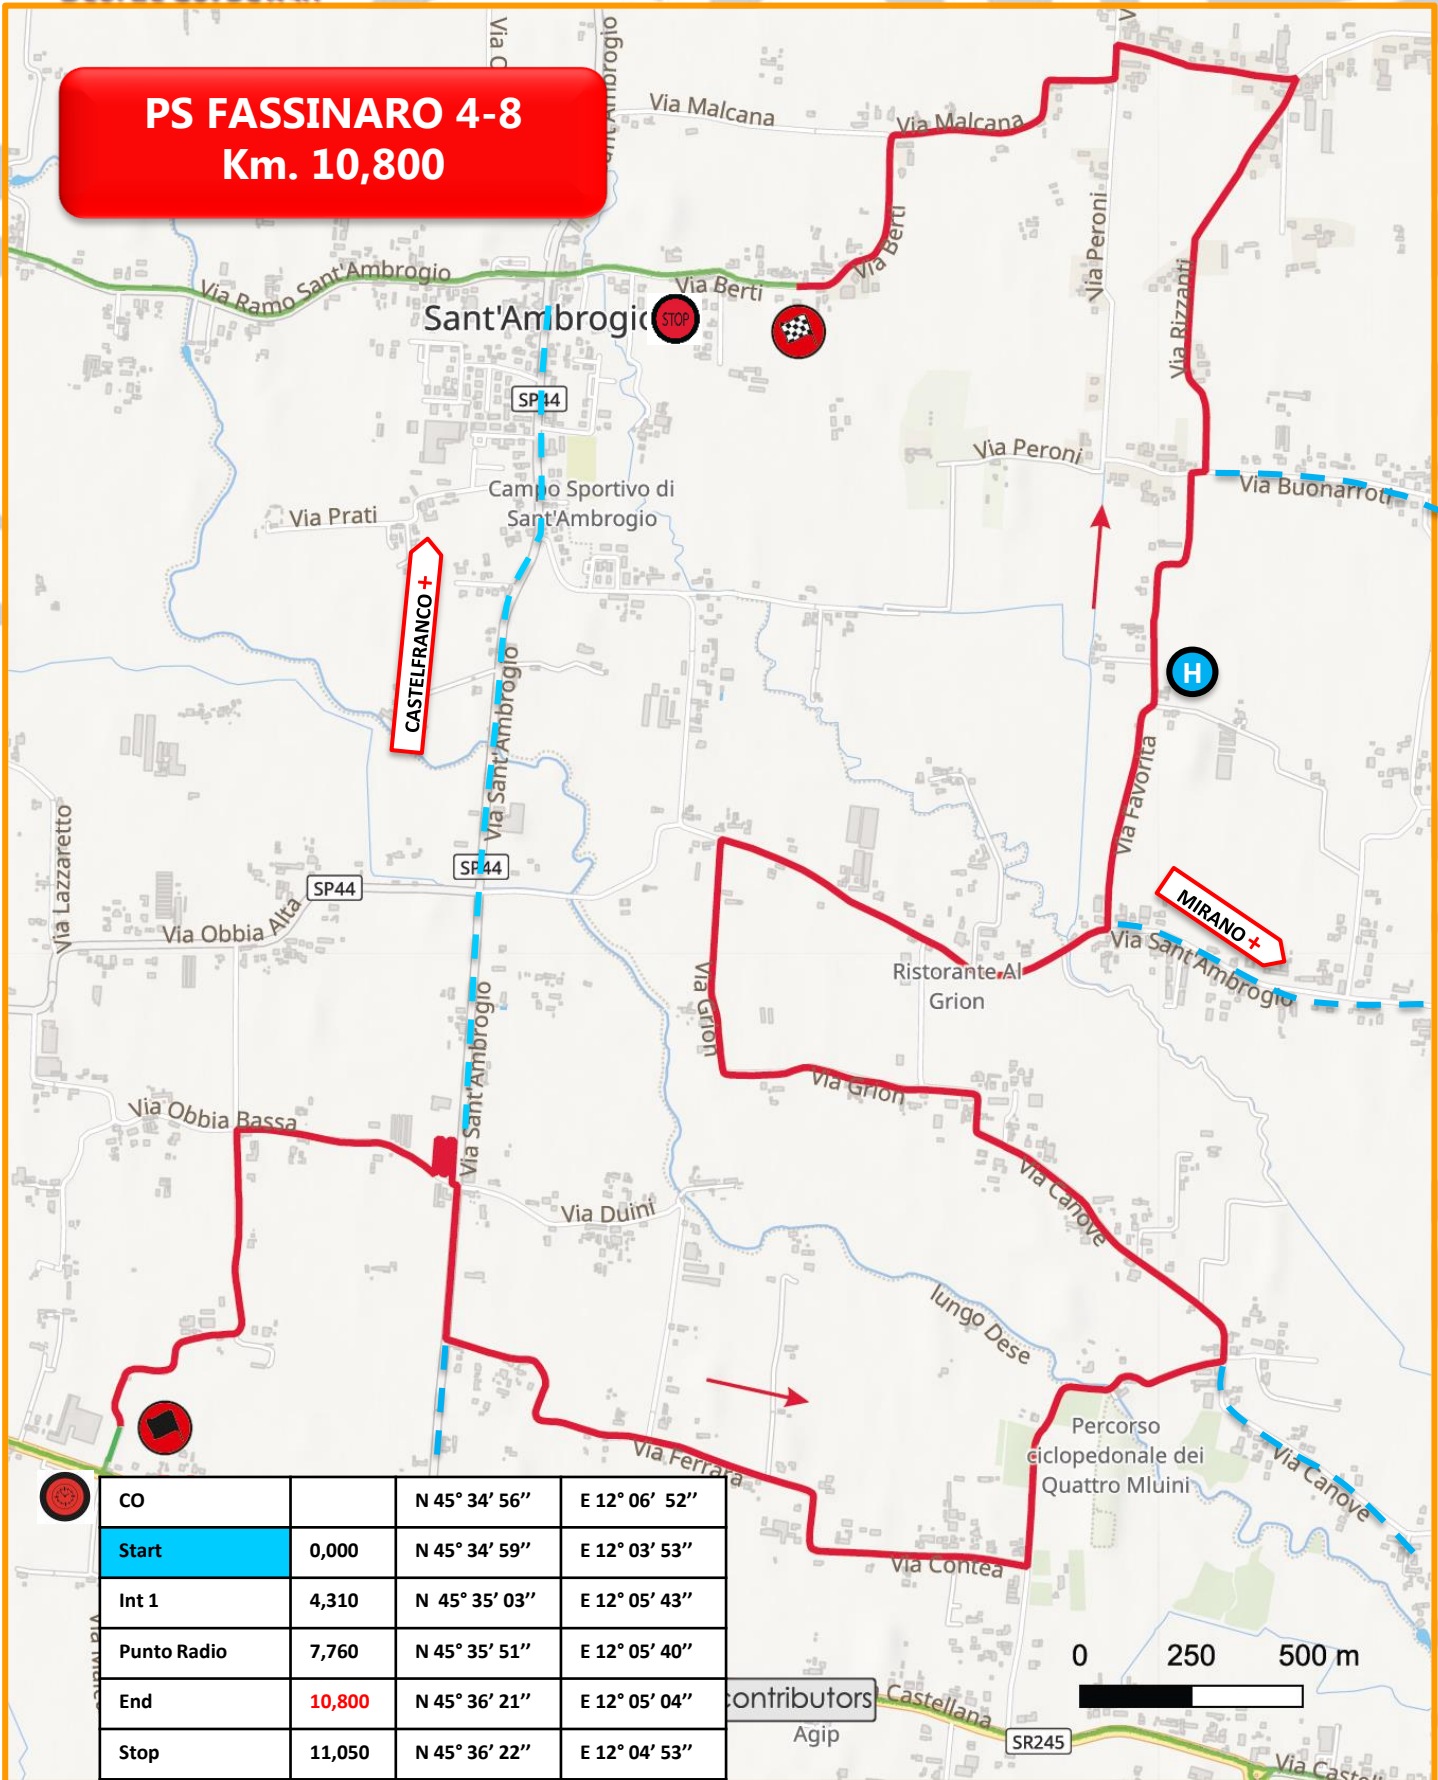 PS FASSINARO 4-8
Km. 10,800
Via Malcana
Via Malcana
Via Berti
Via Peroni
Via Ramo Sant'Ambrogio
Via Berti
Sant'Ambrogio
STOP
Via Rizzanti
SP44
Via Peroni
Via Buonarroti
Campo Sportivo di
Sant'Ambrogio
Via Prati
CASTELFRANCO +
H
Via Sant'Ambrogio
Via Favorita
Via Lazzaretto
SP44
SP44
Via Obbia Alta
MIRANO +
Via Sant'Ambrogio
Ristorante Al
Grion
Via Grion
Via Sant'Ambrogio
Via Grion
Via Obbia Bassa
Via Canove
Via Duini
lungo Dese
Percorso
ciclopedonale dei
Quattro Mluini
Via Ferrara
Via Canove
Via Contea
CO N 45° 34’ 56’’ E 12° 06’ 52’’
Start 0,000 N 45° 34’ 59’’ E 12° 03’ 53’’
Int 1 4,310 N 45° 35’ 03’’ E 12° 05’ 43’’
Punto Radio 7,760 N 45° 35’ 51’’ E 12° 05’ 40’’
End 10,800 N 45° 36’ 21’’ E 12° 05’ 04’’
Stop 11,050 N 45° 36’ 22’’ E 12° 04’ 53’’
0 250 500 m
contributors
Castellana
Agip
SR245